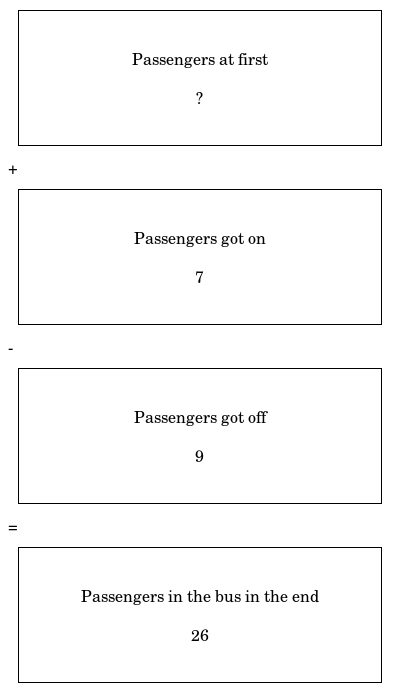 Passengers at first
?
+
Passengers got on
7
-
Passengers got off
9
=
Passengers in the bus in the end
26